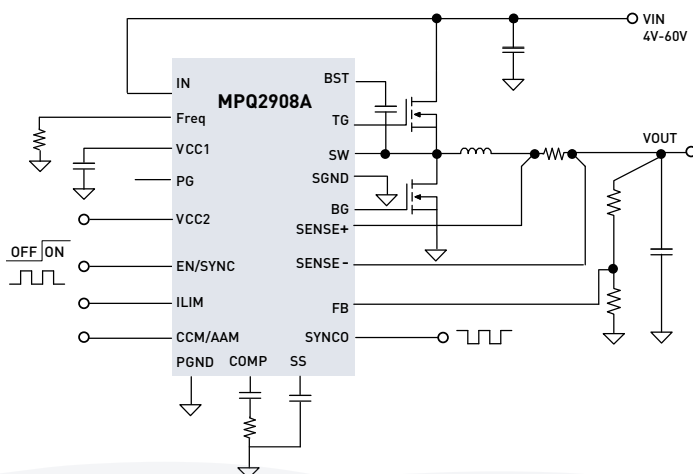 VIN
4V-60V
IN
BST
MPQ2908A
Freq
TG
VCC1
SW
VOUT
SGND
PG
BG
VCC2
SENSE+
OFF ON
EN/SYNC
SENSE-
ILIM
FB
CCM/AAM
SYNCO
PGND COMP SS